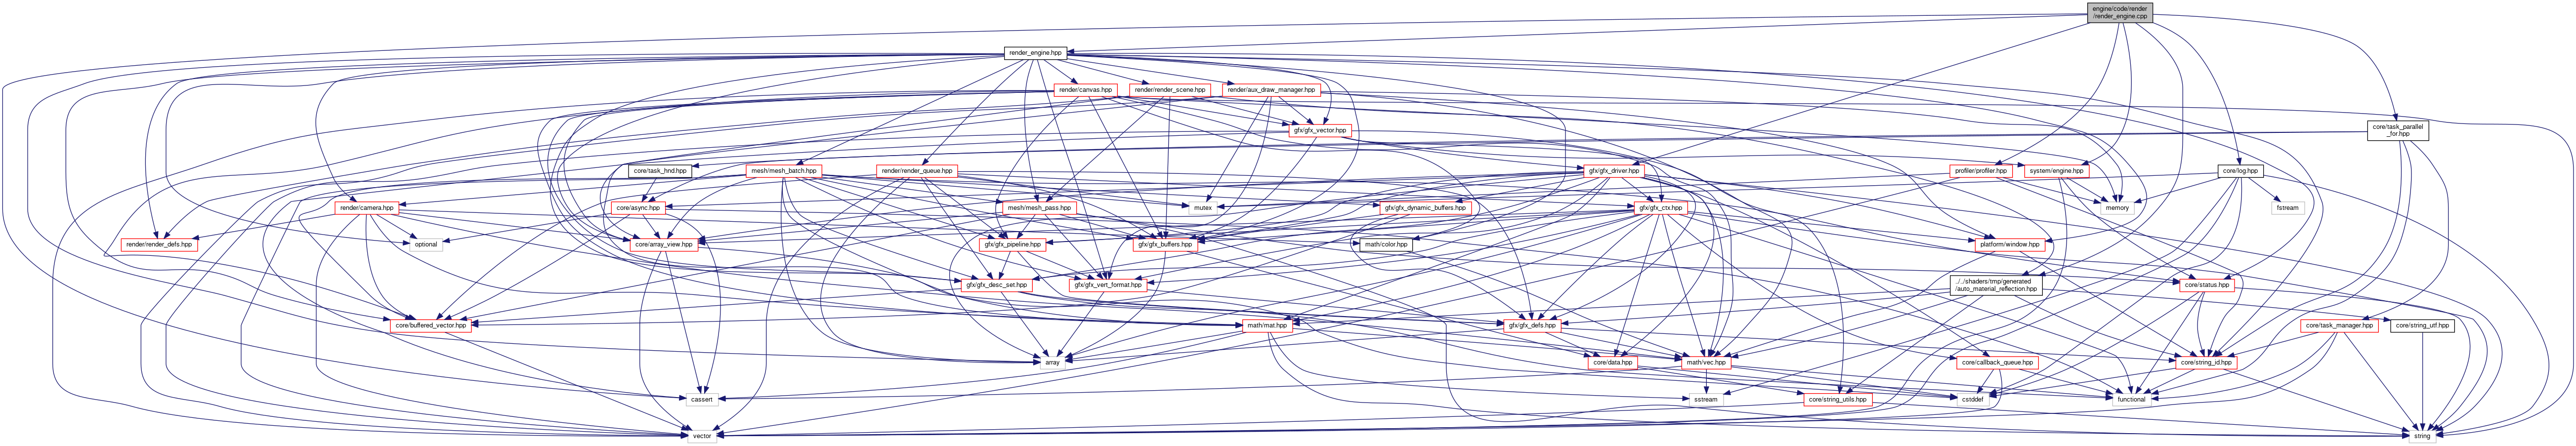 engine/code/render
/render_engine.cpp
render_engine.hpp
render/canvas.hpp
render/render_scene.hpp
render/aux_draw_manager.hpp
gfx/gfx_vector.hpp
core/task_parallel
_for.hpp
core/task_hnd.hpp
mesh/mesh_batch.hpp
render/render_queue.hpp
gfx/gfx_driver.hpp
profiler/profiler.hpp
system/engine.hpp
core/log.hpp
render/camera.hpp
core/async.hpp
mesh/mesh_pass.hpp
mutex
gfx/gfx_dynamic_buffers.hpp
gfx/gfx_ctx.hpp
memory
fstream
render/render_defs.hpp
optional
core/array_view.hpp
gfx/gfx_pipeline.hpp
gfx/gfx_buffers.hpp
math/color.hpp
platform/window.hpp
gfx/gfx_desc_set.hpp
gfx/gfx_vert_format.hpp
../../shaders/tmp/generated
/auto_material_reflection.hpp
core/status.hpp
core/buffered_vector.hpp
math/mat.hpp
gfx/gfx_defs.hpp
core/task_manager.hpp
core/string_utf.hpp
array
core/data.hpp
math/vec.hpp
core/callback_queue.hpp
core/string_id.hpp
cassert
sstream
core/string_utils.hpp
cstddef
functional
vector
string